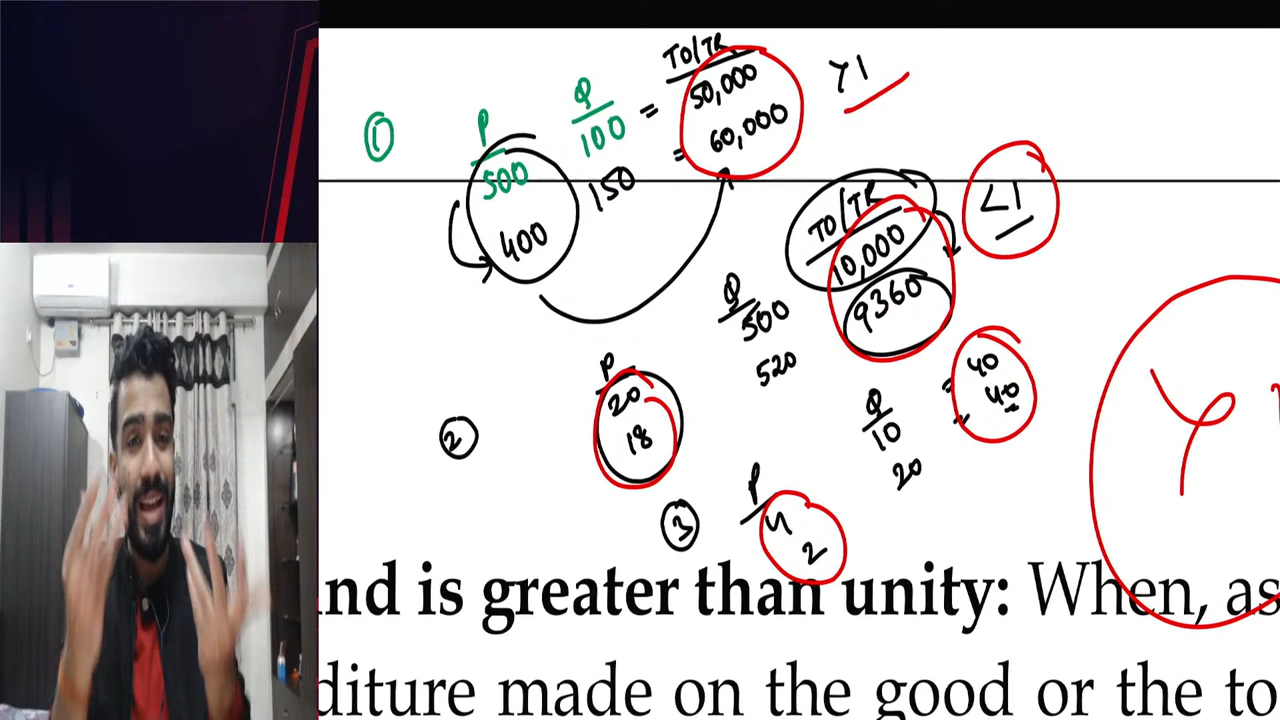 ① P Q TO/TR
500 100 = 50,000 >1
400 150 = 60,000
② P Q TO/TR <1
20 500 10,000
18 520 9360
③ P Q
4 10 = 40
2 20 = 40
nd is greater than unity: When, as
diture made on the good or the to